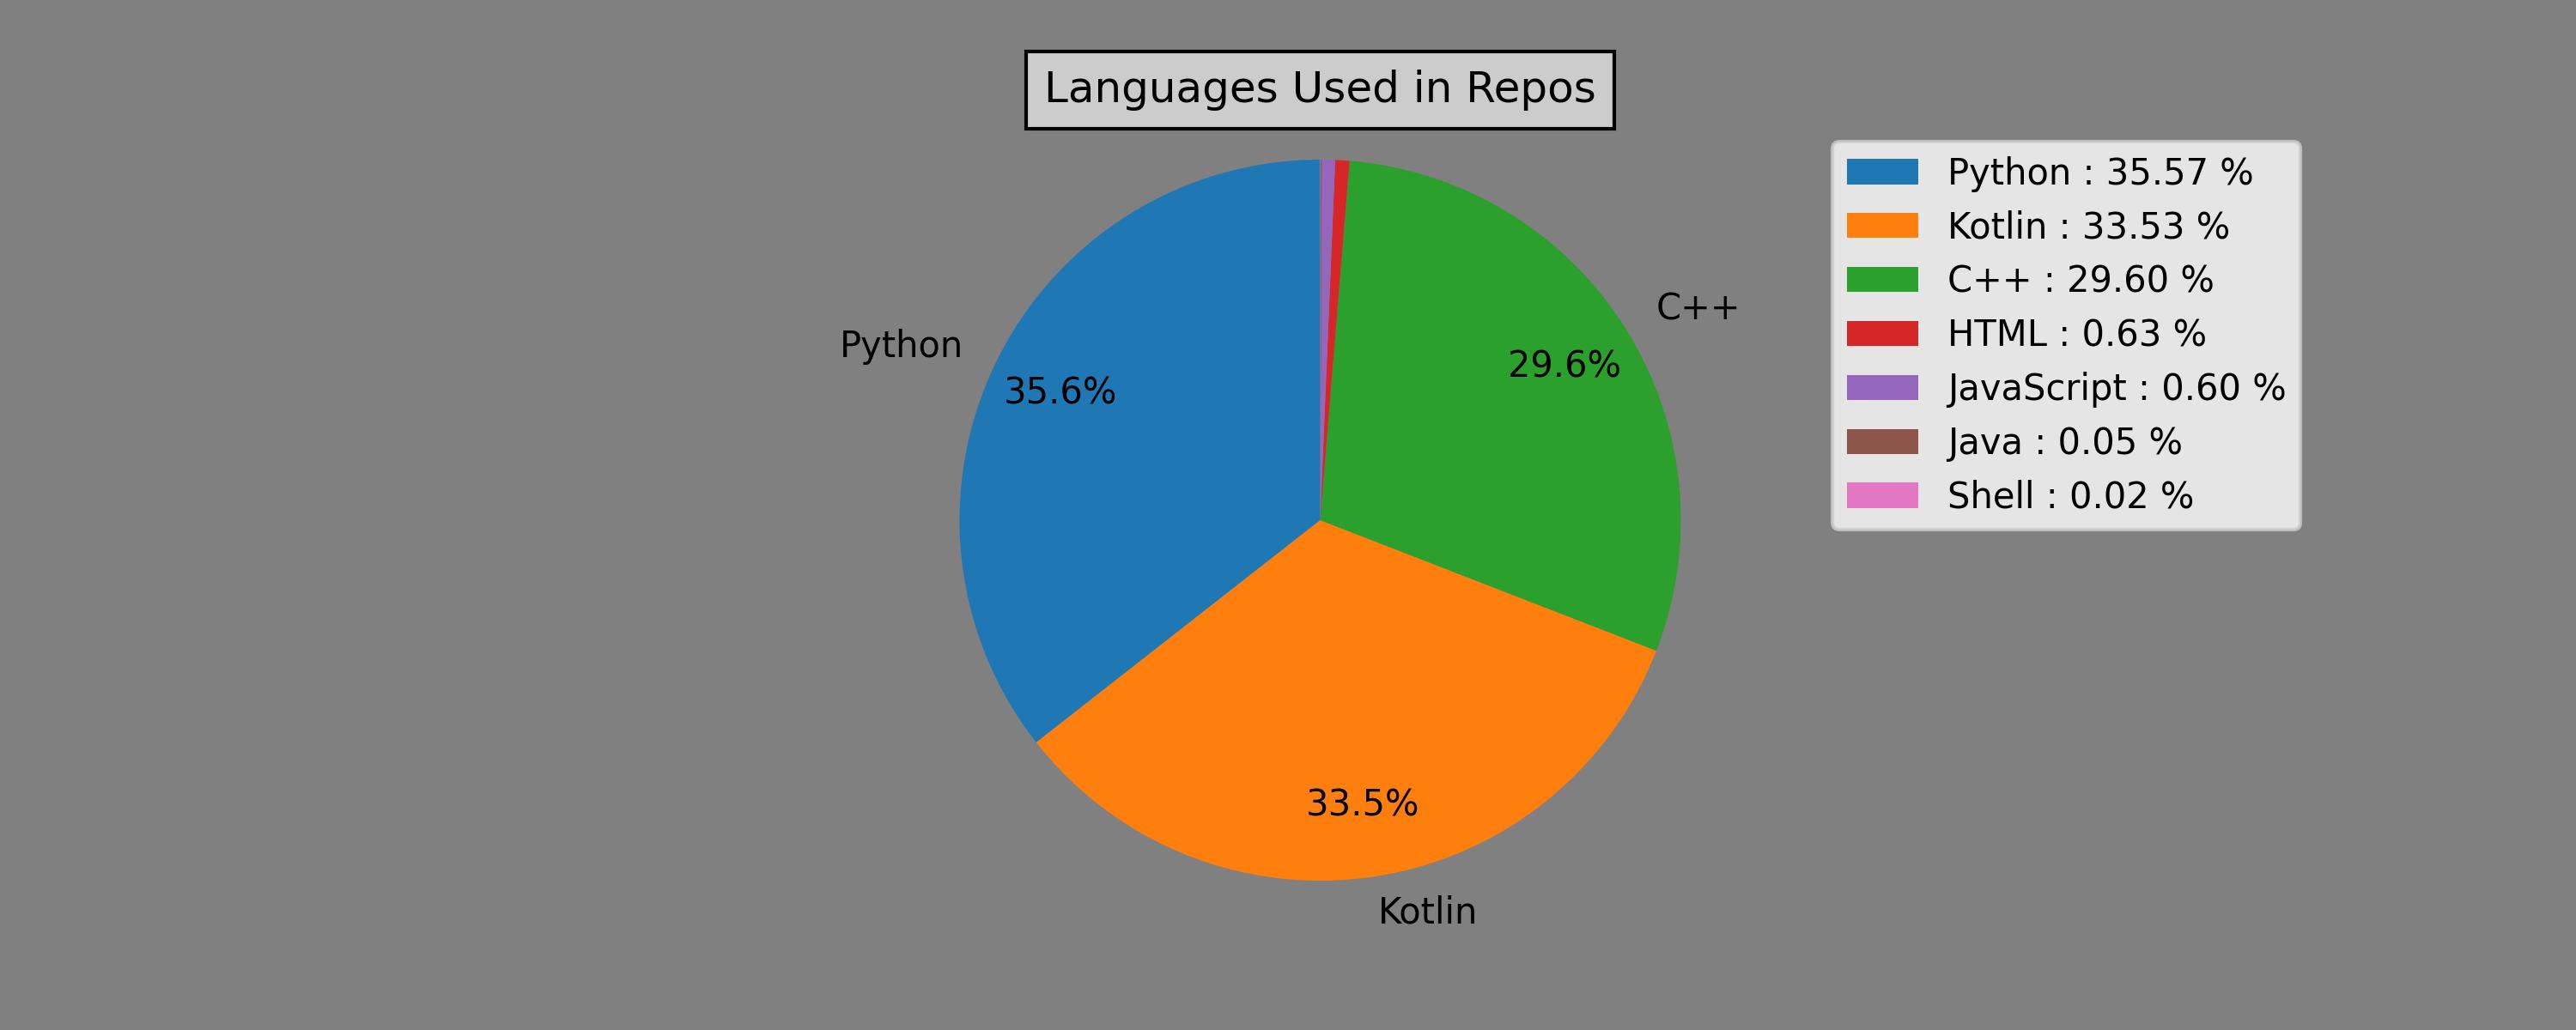 Languages Used in Repos
Python
35.6%
C++
29.6%
33.5%
Kotlin
Python : 35.57 %
Kotlin : 33.53 %
C++ : 29.60 %
HTML : 0.63 %
JavaScript : 0.60 %
Java : 0.05 %
Shell : 0.02 %